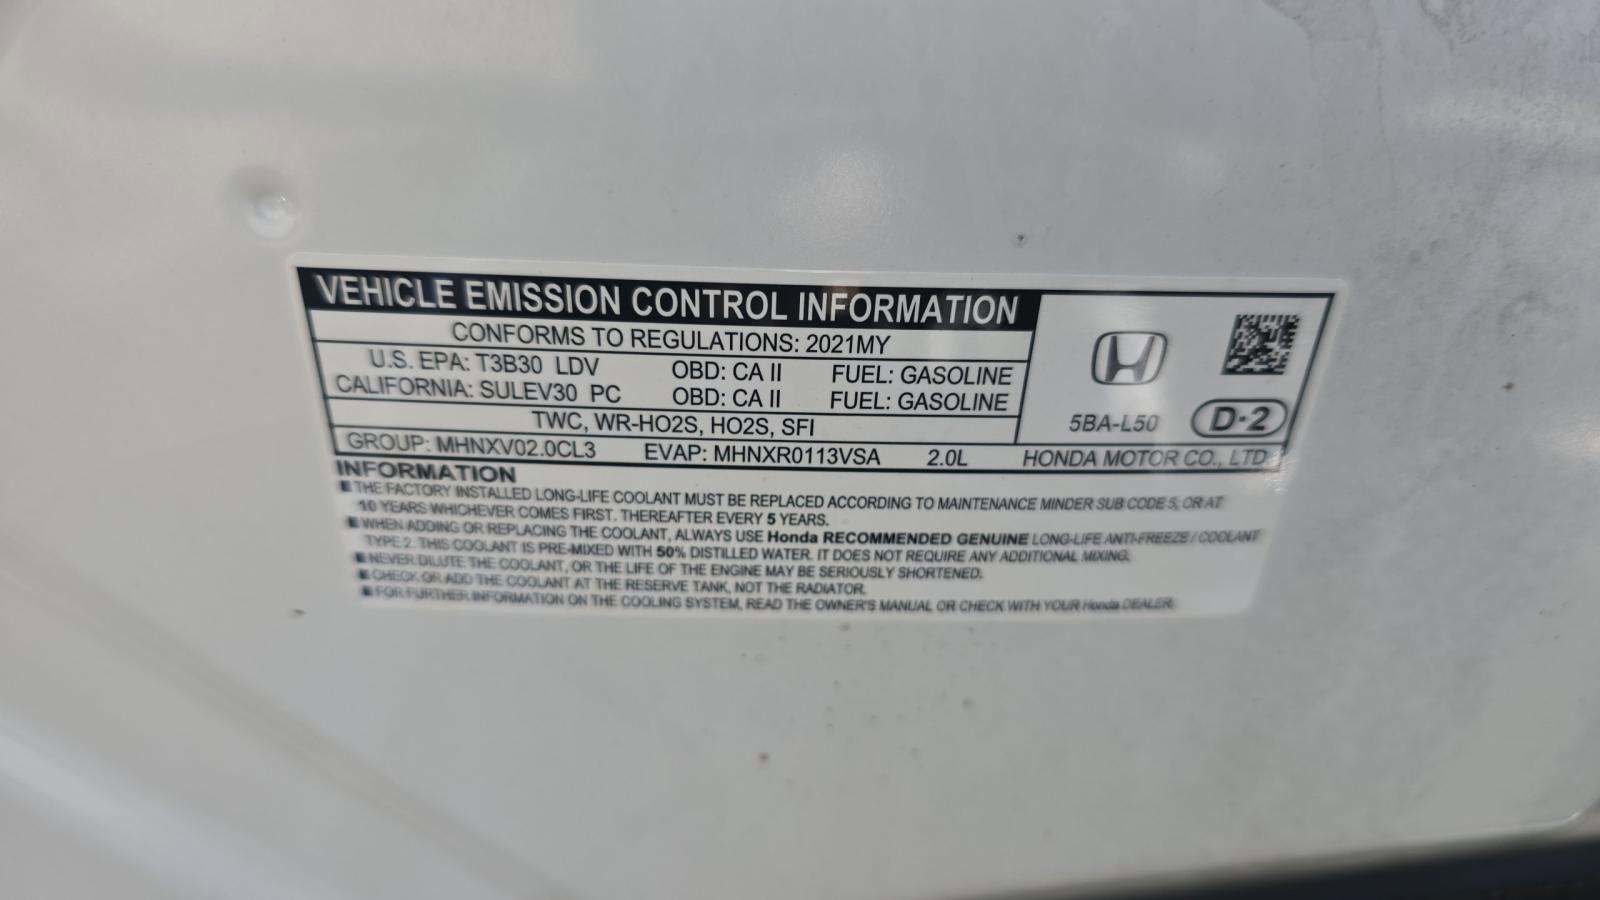 VEHICLE EMISSION CONTROL INFORMATION
CONFORMS TO REGULATIONS: 2021MY
U.S. EPA: T3B30 LDV OBD: CA II FUEL: GASOLINE
CALIFORNIA: SULEV30 PC OBD: CA II FUEL: GASOLINE
TWC, WR-HO2S, HO2S, SFI
5BA-L50 D-2
GROUP: MHNXV02.0CL3 EVAP: MHNXR0113VSA 2.0L HONDA MOTOR CO., LTD
INFORMATION
THE FACTORY INSTALLED LONG-LIFE COOLANT MUST BE REPLACED ACCORDING TO MAINTENANCE MINDER SUB CODE 5, OR AT
10 YEARS WHICHEVER COMES FIRST. THEREAFTER EVERY 5 YEARS.
WHEN ADDING OR REPLACING THE COOLANT, ALWAYS USE Honda RECOMMENDED GENUINE LONG-LIFE ANTI-FREEZE / COOLANT
TYPE 2. THIS COOLANT IS PRE-MIXED WITH 50% DISTILLED WATER. IT DOES NOT REQUIRE ANY ADDITIONAL MIXING.
NEVER DILUTE THE COOLANT, OR THE LIFE OF THE ENGINE MAY BE SERIOUSLY SHORTENED.
CHECK OR ADD THE COOLANT AT THE RESERVE TANK, NOT THE RADIATOR.
FOR FURTHER INFORMATION ON THE COOLING SYSTEM, READ THE OWNER'S MANUAL OR CHECK WITH YOUR Honda DEALER.